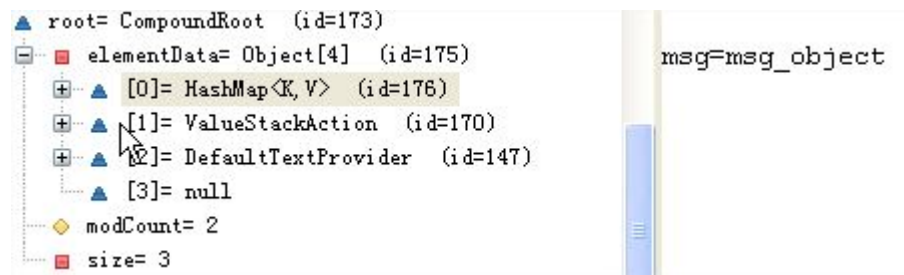 root= CompoundRoot (id=173)
elementData= Object[4] (id=175)
[0]= HashMap<K,V> (id=176)
[1]= ValueStackAction (id=170)
[2]= DefaultTextProvider (id=147)
[3]= null
modCount= 2
size= 3
msg=msg_object